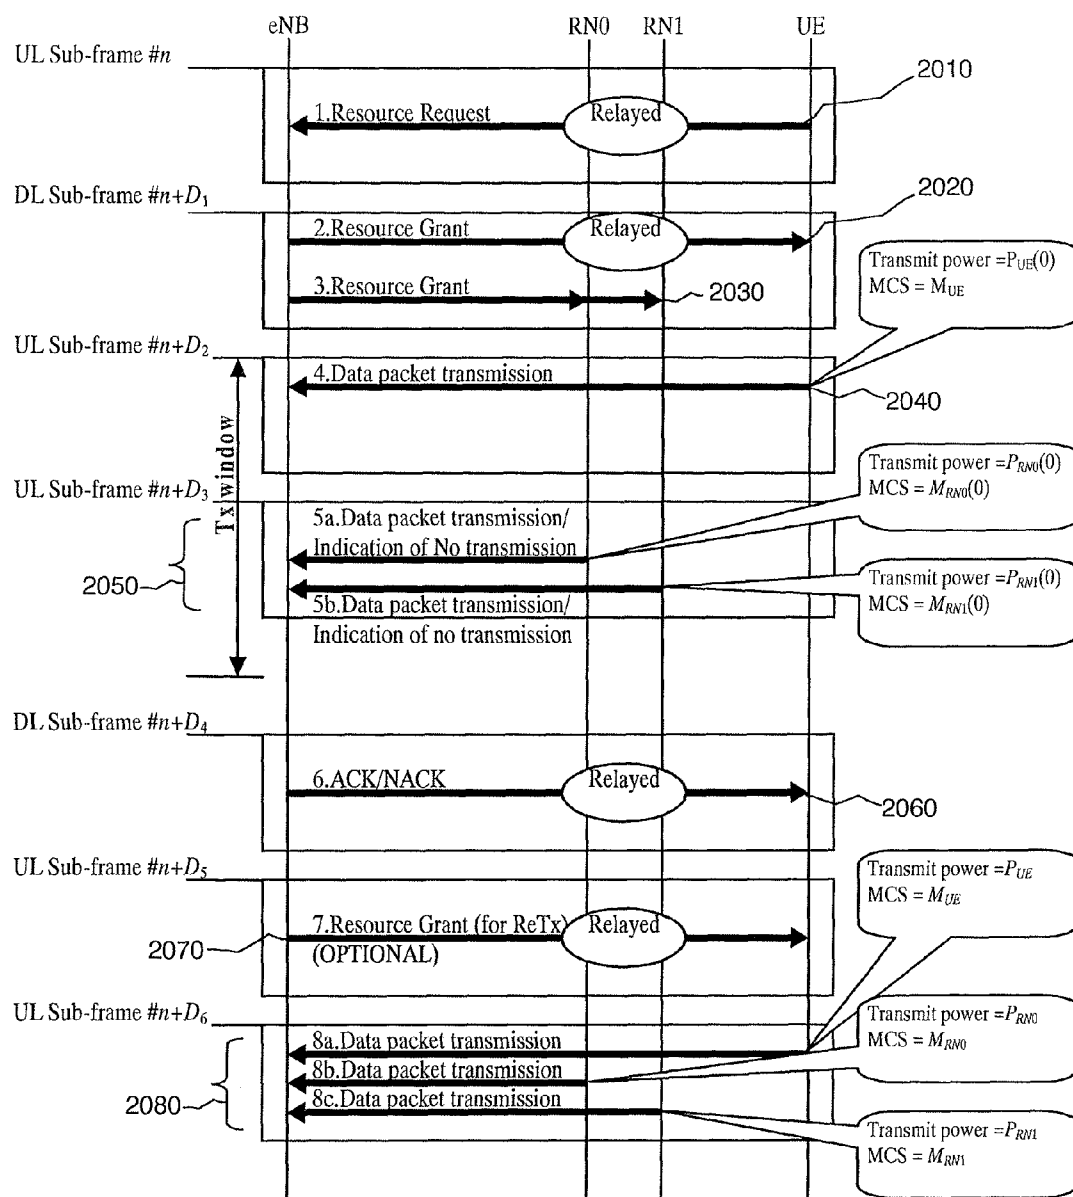 eNB RN0 RN1 UE
UL Sub-frame #n
2010
1.Resource Request
Relayed
DL Sub-frame #n+D1
2020
2.Resource Grant
Relayed
Transmit power =PUE(0)
MCS = MUE
3.Resource Grant
2030
UL Sub-frame #n+D2
4.Data packet transmission
2040
Tx window
Transmit power =PRN0(0)
MCS = MRN0(0)
UL Sub-frame #n+D3
5a.Data packet transmission/
Indication of No transmission
2050
Transmit power =PRN1(0)
MCS = MRN1(0)
5b.Data packet transmission/
Indication of no transmission
DL Sub-frame #n+D4
6.ACK/NACK
Relayed
2060
UL Sub-frame #n+D5
Transmit power =PUE
MCS = MUE
2070
7.Resource Grant (for ReTx)
(OPTIONAL)
Relayed
UL Sub-frame #n+D6
Transmit power =PRN0
MCS = MRN0
8a.Data packet transmission
8b.Data packet transmission
8c.Data packet transmission
2080
Transmit power =PRN1
MCS = MRN1